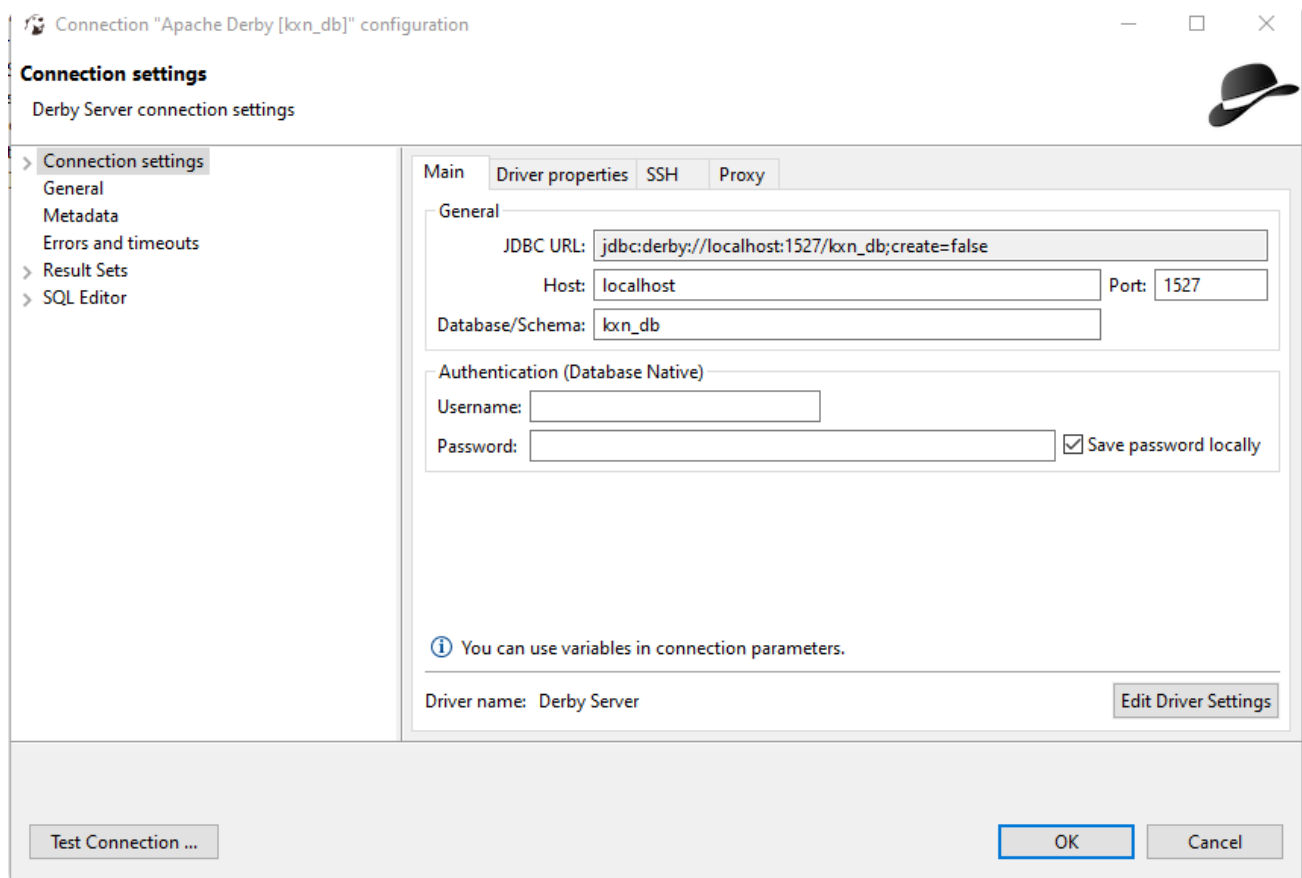 Connection "Apache Derby [kxn_db]" configuration
Connection settings
Derby Server connection settings
Connection settings
General
Metadata
Errors and timeouts
Result Sets
SQL Editor
Main Driver properties SSH Proxy
General
JDBC URL: jdbc:derby://localhost:1527/kxn_db;create=false
Host: localhost Port: 1527
Database/Schema: kxn_db
Authentication (Database Native)
Username:
Password: Save password locally
You can use variables in connection parameters.
Driver name: Derby Server Edit Driver Settings
Test Connection ... OK Cancel